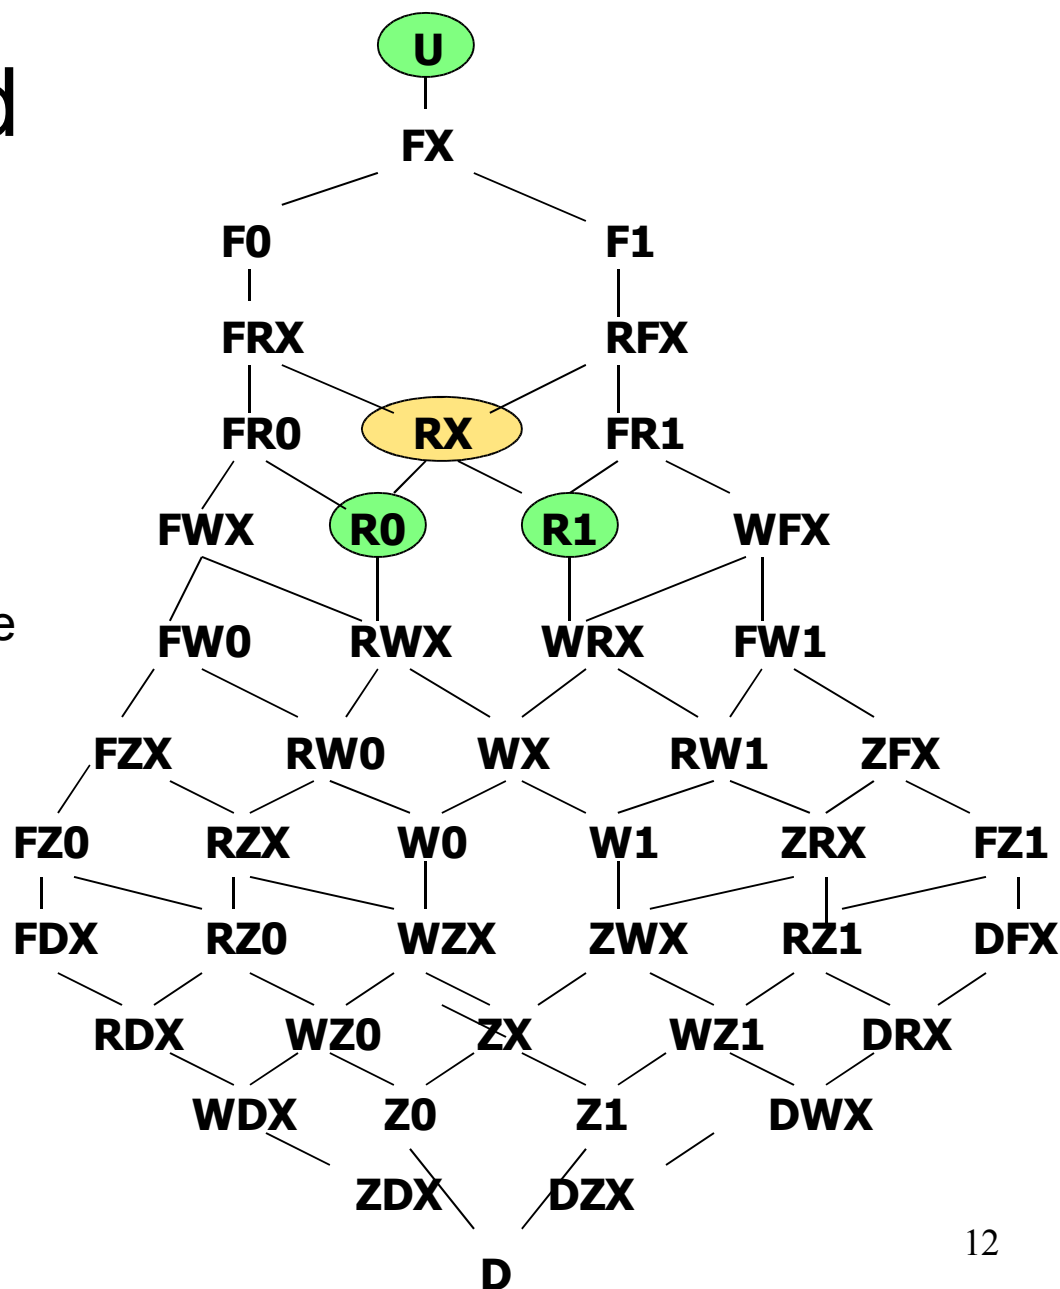 U
d
FX
F0 F1
FRX RFX
FR0 RX FR1
FWX R0 R1 WFX
e
FW0 RWX WRX FW1
FZX RW0 WX RW1 ZFX
FZ0 RZX W0 W1 ZRX FZ1
FDX RZ0 WZX ZWX RZ1 DFX
RDX WZ0 ZX WZ1 DRX
WDX Z0 Z1 DWX
ZDX DZX
12
D